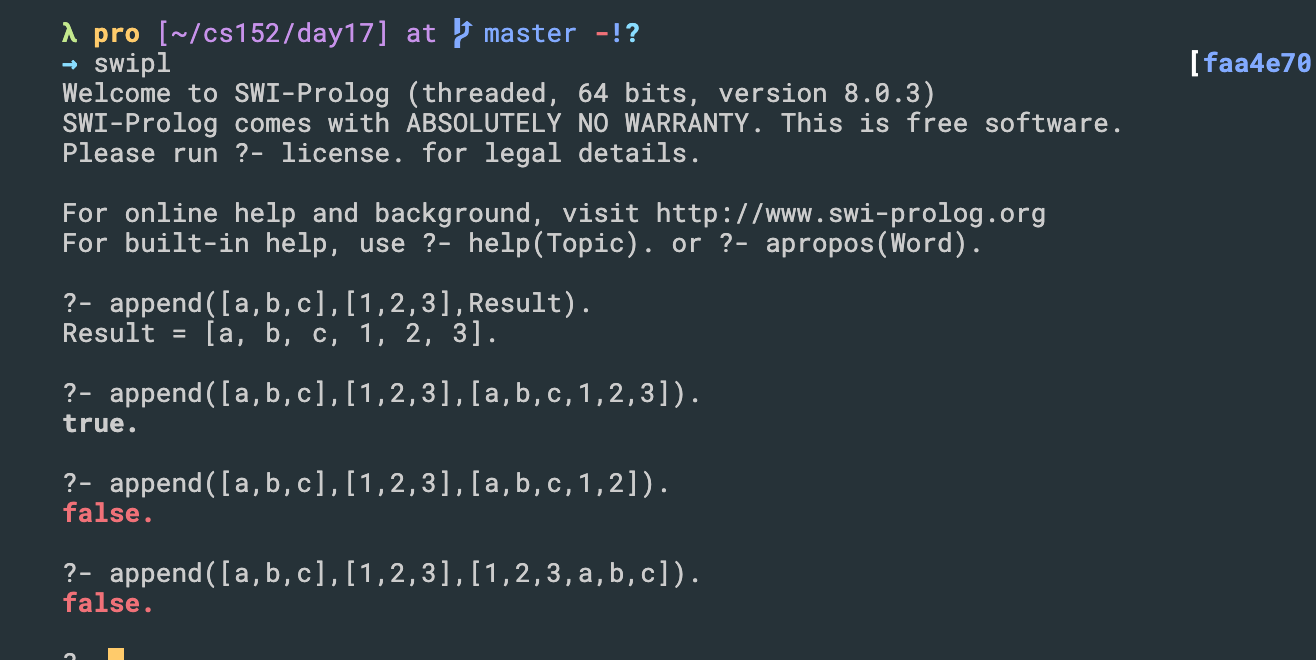 λ pro [~/cs152/day17] at master -!?
→ swipl [faa4e70
Welcome to SWI-Prolog (threaded, 64 bits, version 8.0.3)
SWI-Prolog comes with ABSOLUTELY NO WARRANTY. This is free software.
Please run ?- license. for legal details.
For online help and background, visit http://www.swi-prolog.org
For built-in help, use ?- help(Topic). or ?- apropos(Word).
?- append([a,b,c],[1,2,3],Result).
Result = [a, b, c, 1, 2, 3].
?- append([a,b,c],[1,2,3],[a,b,c,1,2,3]).
true.
?- append([a,b,c],[1,2,3],[a,b,c,1,2]).
false.
?- append([a,b,c],[1,2,3],[1,2,3,a,b,c]).
false.